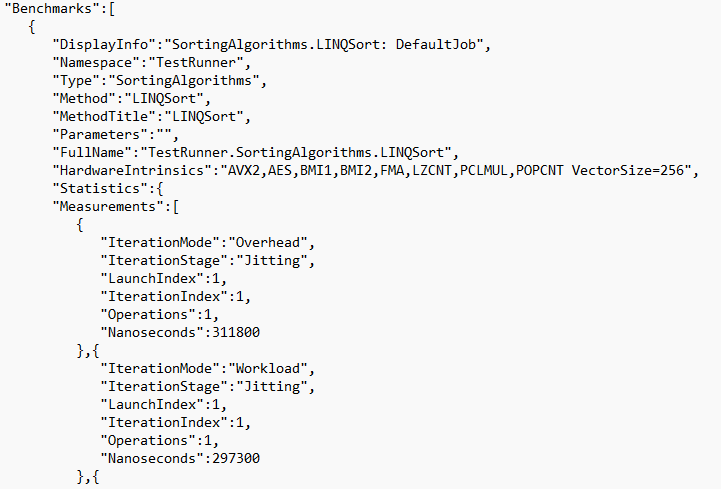 "Benchmarks":[
{
"DisplayInfo":"SortingAlgorithms.LINQSort: DefaultJob",
"Namespace":"TestRunner",
"Type":"SortingAlgorithms",
"Method":"LINQSort",
"MethodTitle":"LINQSort",
"Parameters":"",
"FullName":"TestRunner.SortingAlgorithms.LINQSort",
"HardwareIntrinsics":"AVX2,AES,BMI1,BMI2,FMA,LZCNT,PCLMUL,POPCNT VectorSize=256",
"Statistics":{
"Measurements":[
{
"IterationMode":"Overhead",
"IterationStage":"Jitting",
"LaunchIndex":1,
"IterationIndex":1,
"Operations":1,
"Nanoseconds":311800
},{
"IterationMode":"Workload",
"IterationStage":"Jitting",
"LaunchIndex":1,
"IterationIndex":1,
"Operations":1,
"Nanoseconds":297300
},{